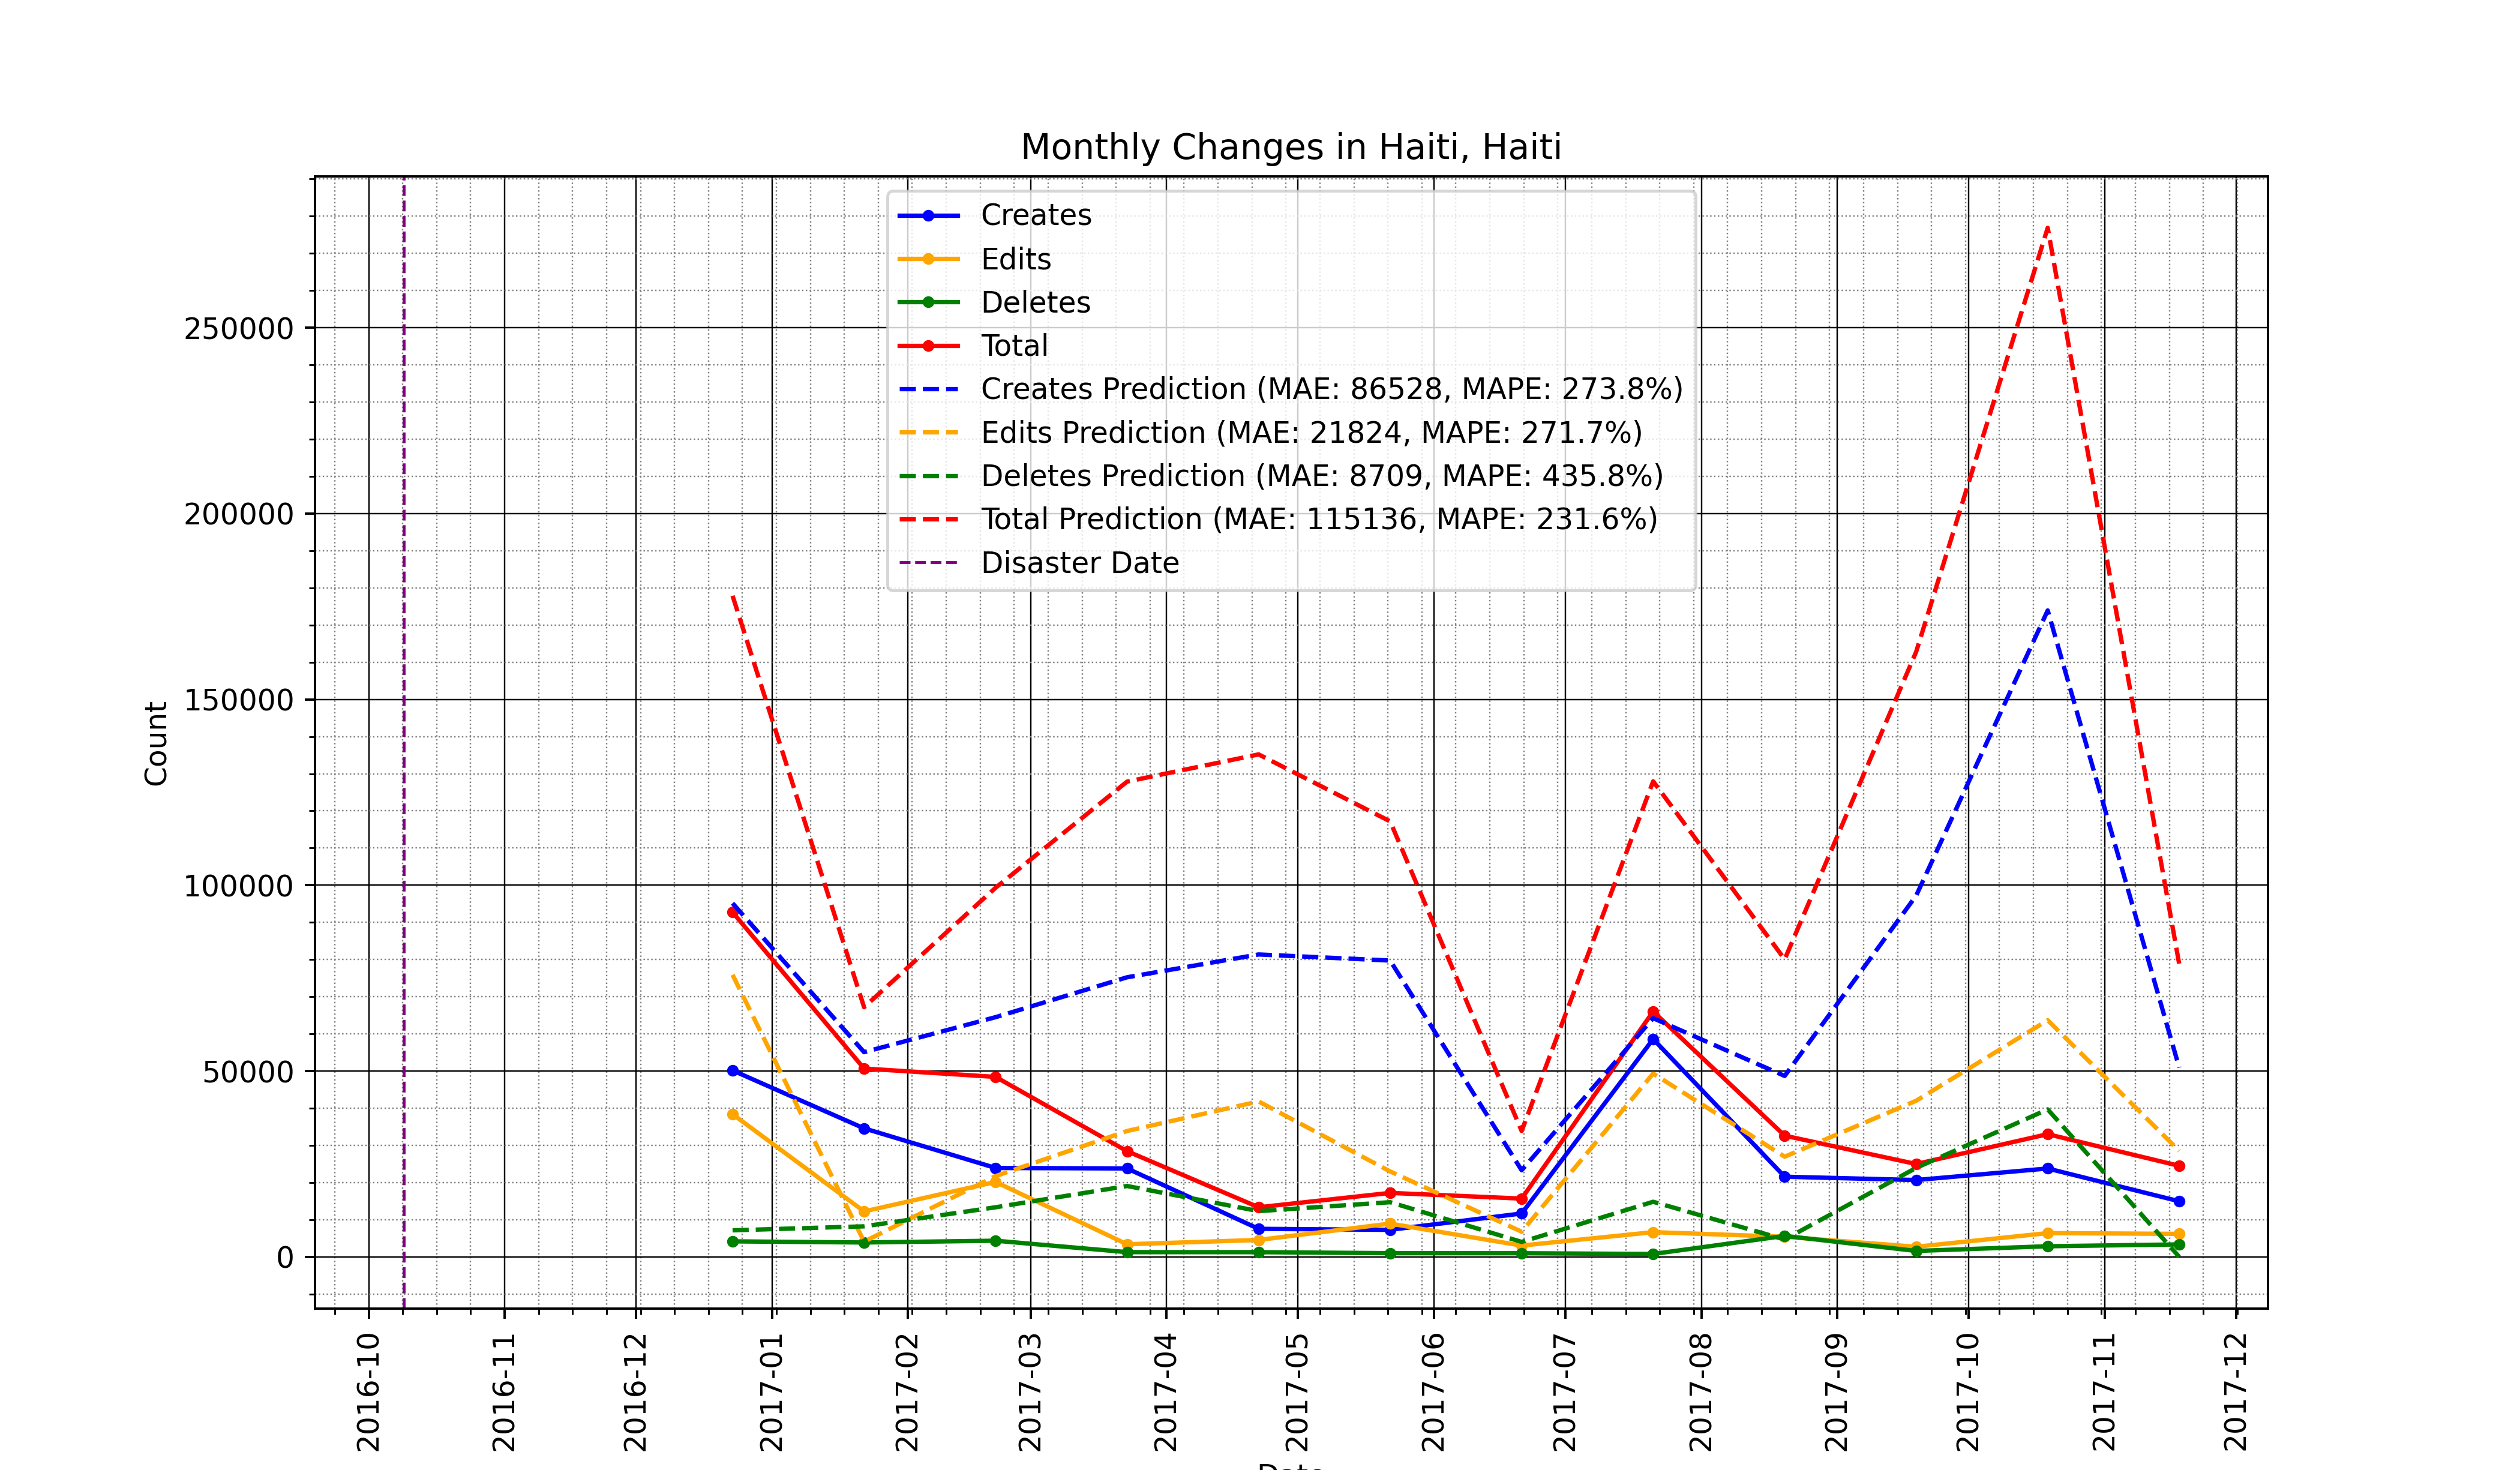 Monthly Changes in Haiti, Haiti
Creates
Edits
Deletes
Total
Creates Prediction (MAE: 86528, MAPE: 273.8%)
Edits Prediction (MAE: 21824, MAPE: 271.7%)
Deletes Prediction (MAE: 8709, MAPE: 435.8%)
Total Prediction (MAE: 115136, MAPE: 231.6%)
Disaster Date
Count
250000
200000
150000
100000
50000
0
2016-10
2016-11
2016-12
2017-01
2017-02
2017-03
2017-04
2017-05
2017-06
2017-07
2017-08
2017-09
2017-10
2017-11
2017-12
Date